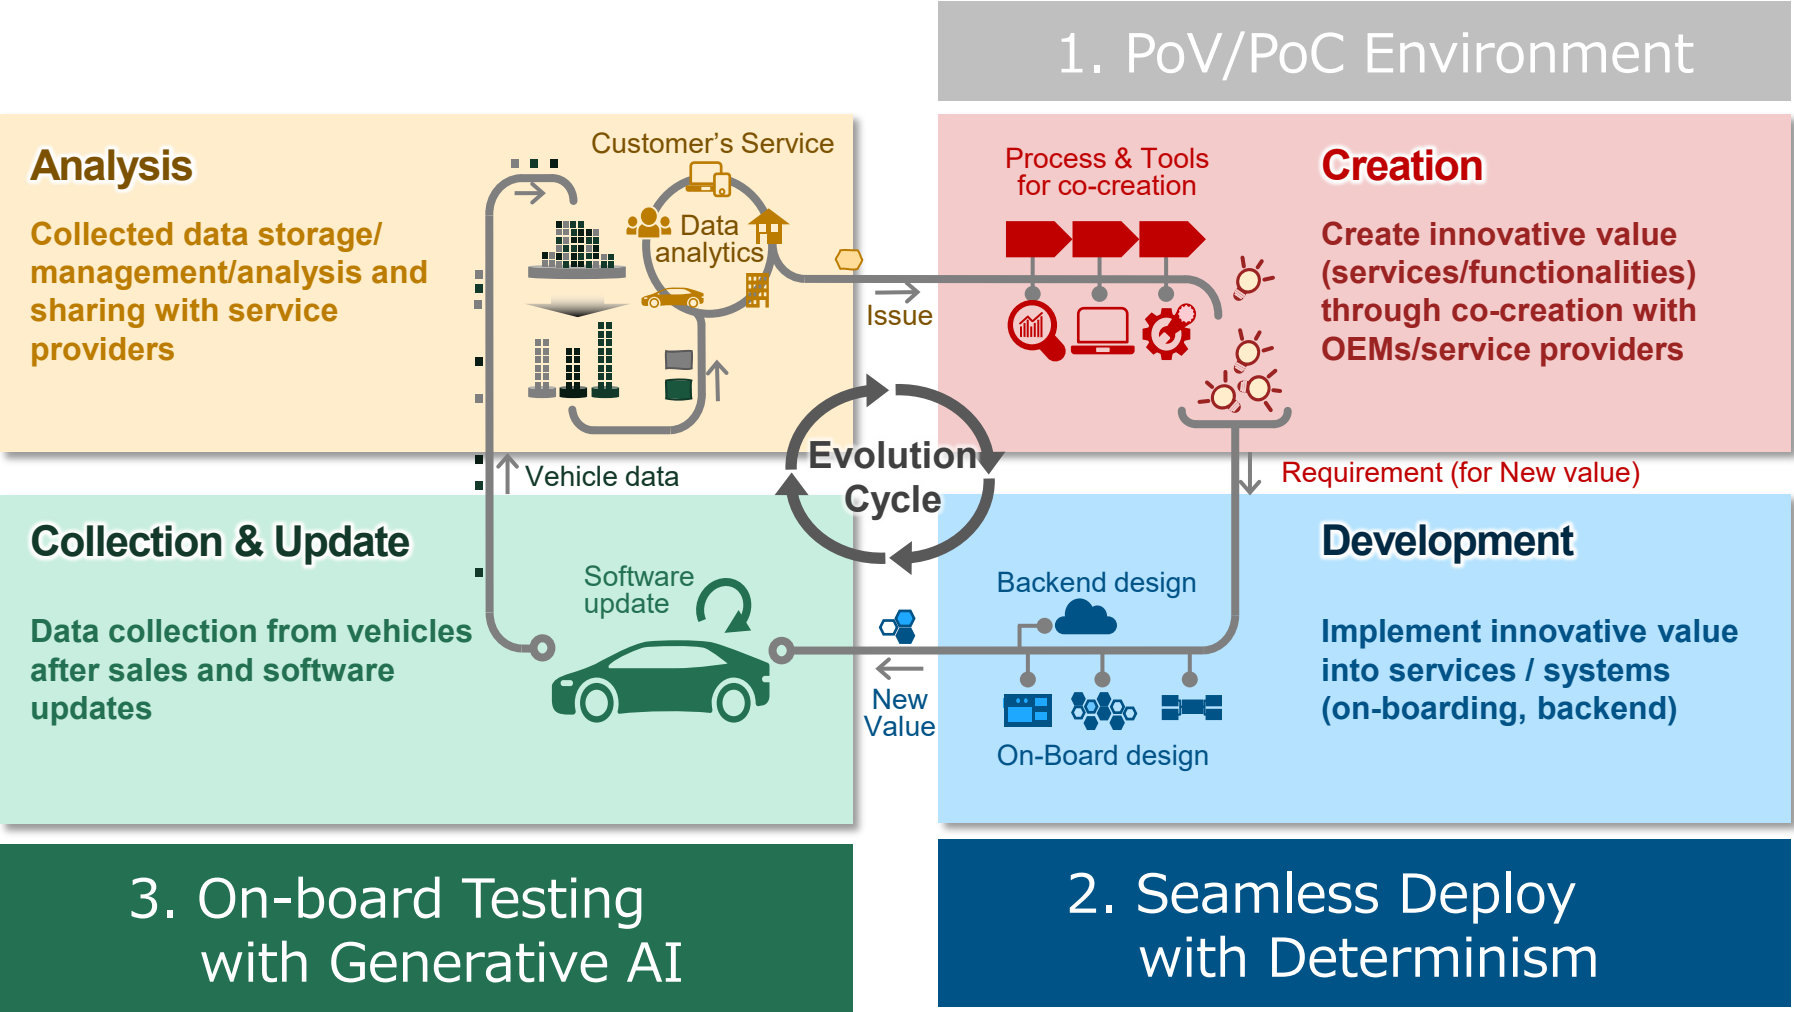 1. PoV/PoC Environment
Analysis
Collected data storage/
management/analysis and
sharing with service
providers
Customer's Service
Data
analytics
Issue
Process & Tools
for co-creation
Creation
Create innovative value
(services/functionalities)
through co-creation with
OEMs/service providers
Evolution
Cycle
Vehicle data
Requirement (for New value)
Collection & Update
Data collection from vehicles
after sales and software
updates
Software
update
New
Value
Backend design
On-Board design
Development
Implement innovative value
into services / systems
(on-boarding, backend)
3. On-board Testing
with Generative AI
2. Seamless Deploy
with Determinism